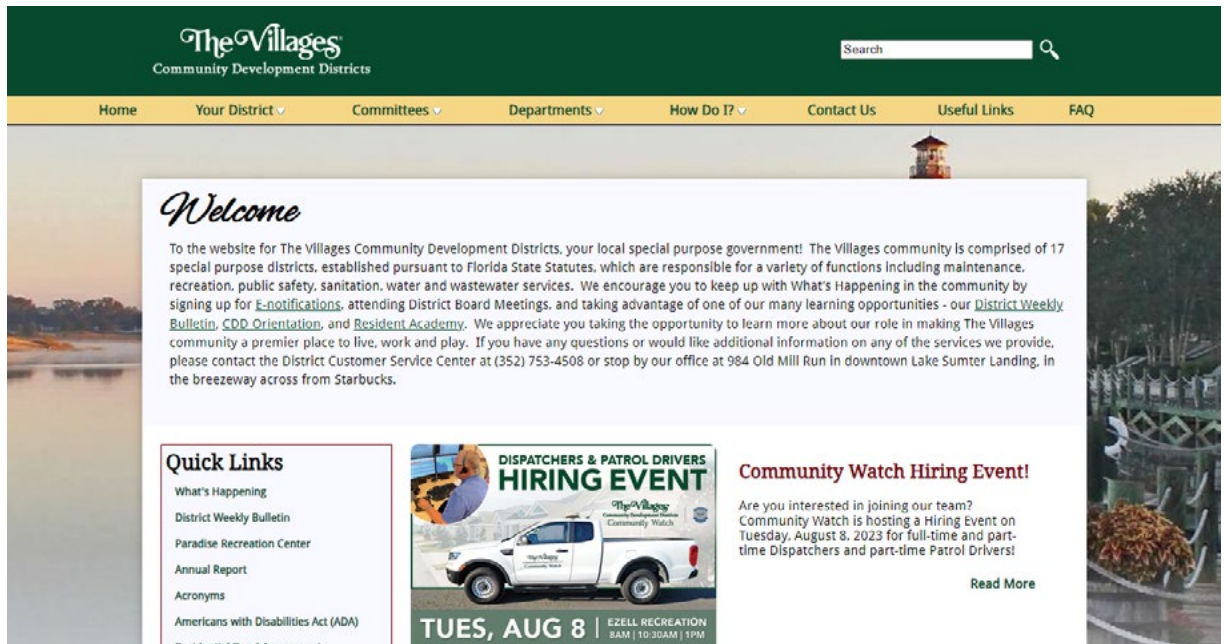 The Villages
Community Development Districts
Search
Home Your District Committees Departments How Do I? Contact Us Useful Links FAQ
Welcome
To the website for The Villages Community Development Districts, your local special purpose government! The Villages community is comprised of 17
special purpose districts, established pursuant to Florida State Statutes, which are responsible for a variety of functions including maintenance,
recreation, public safety, sanitation, water and wastewater services. We encourage you to keep up with What's Happening in the community by
signing up for E-notifications, attending District Board Meetings, and taking advantage of one of our many learning opportunities - our District Weekly
Bulletin, CDD Orientation, and Resident Academy. We appreciate you taking the opportunity to learn more about our role in making The Villages
community a premier place to live, work and play. If you have any questions or would like additional information on any of the services we provide,
please contact the District Customer Service Center at (352) 753-4508 or stop by our office at 984 Old Mill Run in downtown Lake Sumter Landing, in
the breezeway across from Starbucks.
Quick Links
What's Happening
District Weekly Bulletin
Paradise Recreation Center
Annual Report
Acronyms
Americans with Disabilities Act (ADA)
DISPATCHERS & PATROL DRIVERS
HIRING EVENT
The Villages
Community Development Districts
Community Watch
The Villages
Community Watch
TUES, AUG 8 | EZELL RECREATION
8AM | 10:30AM | 1PM
Community Watch Hiring Event!
Are you interested in joining our team?
Community Watch is hosting a Hiring Event on
Tuesday, August 8, 2023 for full-time and part-
time Dispatchers and part-time Patrol Drivers!
Read More